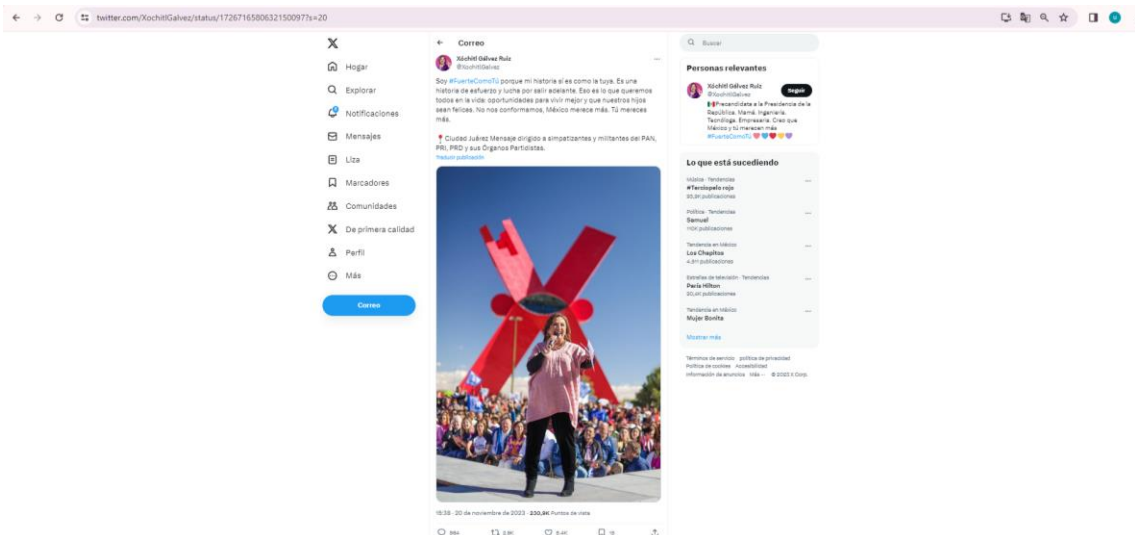 twitter.com/XochitlGalvez/status/1726716580632150097?s=20
Hogar
Explorar
Notificaciones
Mensajes
Liza
Marcadores
Comunidades
De primera calidad
Perfil
Más
Correo
Correo
Xóchitl Gálvez Ruiz
@XochitlGalvez
Soy #FuerteComoTú porque mi historia sí es como la tuya. Es una
historia de esfuerzo y lucha por salir adelante. Eso es lo que queremos
todos en la vida: oportunidades para vivir mejor y que nuestros hijos
sean felices. No nos conformamos, México merece más. Tú mereces
más.
Ciudad Juárez Mensaje dirigido a simpatizantes y militantes del PAN,
PRI, PRD y sus Órganos Partidistas.
Traducir publicación
15:38 · 20 de noviembre de 2023 · 230,8K Puntos de vista
Buscar
Personas relevantes
Xóchitl Gálvez Ruiz
@XochitlGalvez
Seguir
Precandidata a la Presidencia de la
República. Mamá. Ingeniera.
Tecnóloga. Empresaria. Creo que
México y tú merecen más
#FuerteComoTú
Lo que está sucediendo
Música · Tendencias
#Terciopelo rojo
Política · Tendencias
Samuel
110K publicaciones
Tendencia en México
Los Chapitos
publicaciones
Estrellas de televisión · Tendencias
Paris Hilton
publicaciones
Tendencia en México
Mujer Bonita
Mostrar más
Términos de servicio política de privacidad
Política de cookies Accesibilidad
Información de anuncios Más © 2023 X Corp.